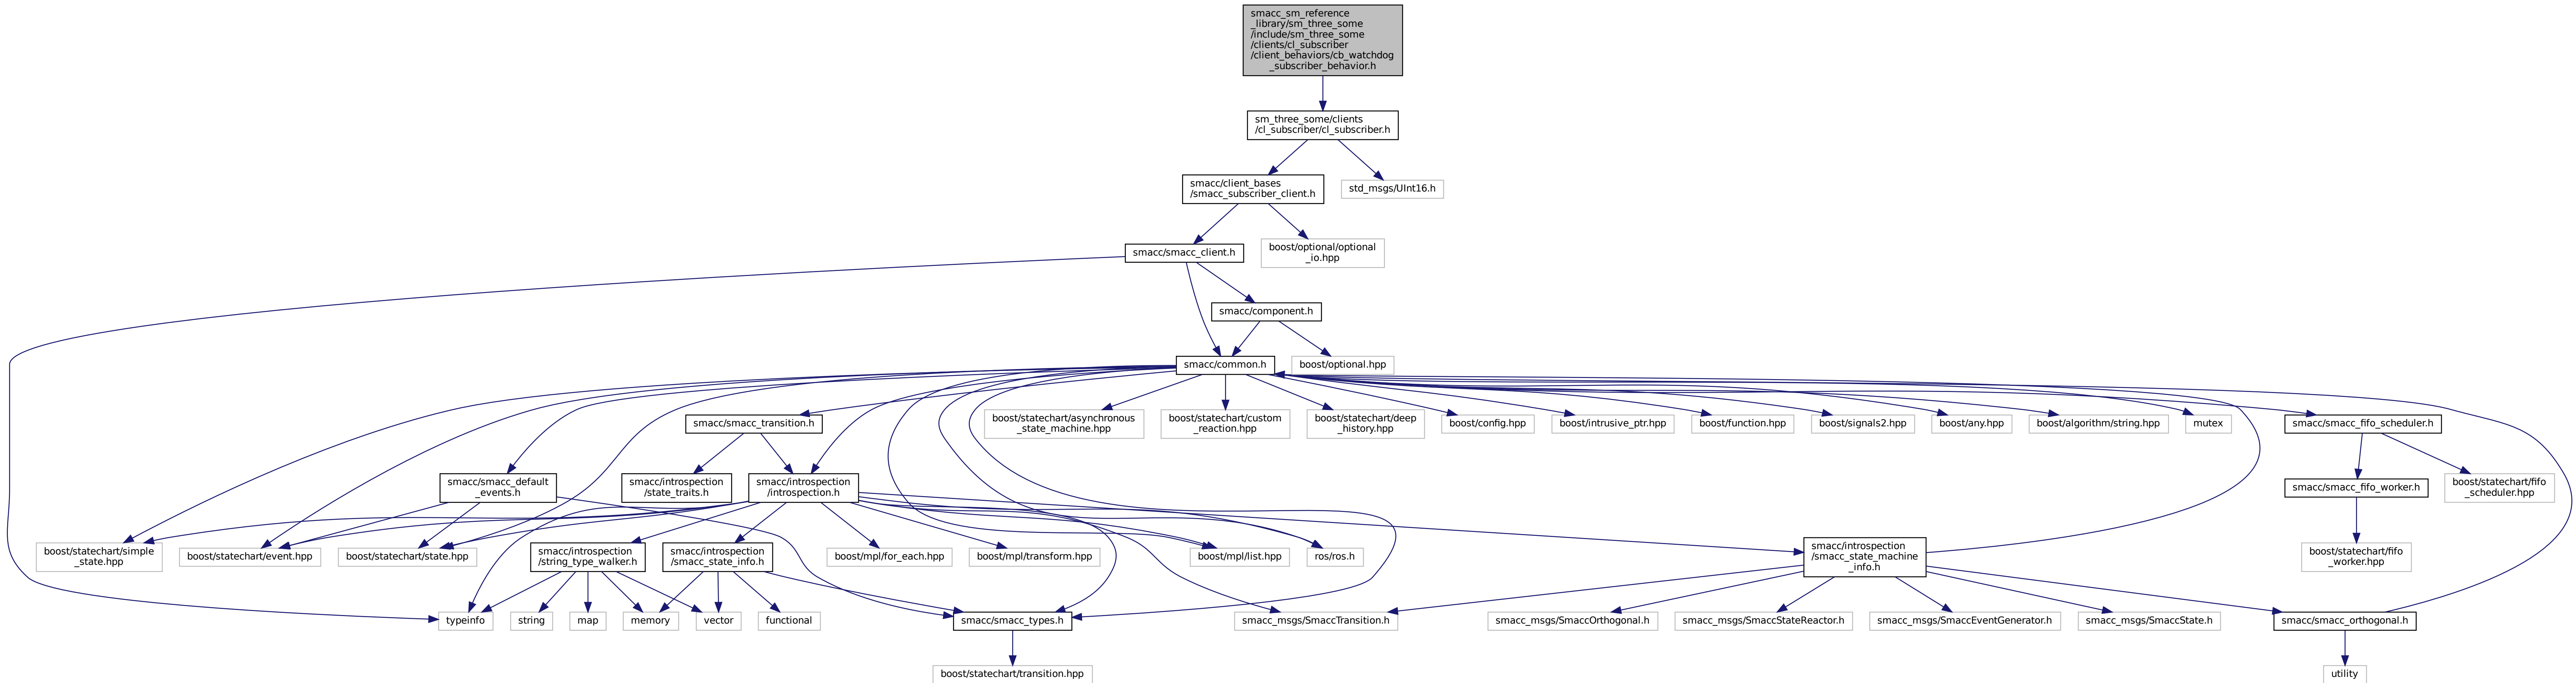 smacc_sm_reference
_library/sm_three_some
/include/sm_three_some
/clients/cl_subscriber
/client_behaviors/cb_watchdog
_subscriber_behavior.h
sm_three_some/clients
/cl_subscriber/cl_subscriber.h
smacc/client_bases
/smacc_subscriber_client.h
std_msgs/UInt16.h
smacc/smacc_client.h
boost/optional/optional
_io.hpp
smacc/component.h
smacc/common.h
boost/optional.hpp
smacc/smacc_transition.h
boost/statechart/asynchronous
_state_machine.hpp
boost/statechart/custom
_reaction.hpp
boost/statechart/deep
_history.hpp
boost/config.hpp
boost/intrusive_ptr.hpp
boost/function.hpp
boost/signals2.hpp
boost/any.hpp
boost/algorithm/string.hpp
mutex
smacc/smacc_fifo_scheduler.h
smacc/smacc_default
_events.h
smacc/introspection
/state_traits.h
smacc/introspection
/introspection.h
smacc/smacc_fifo_worker.h
boost/statechart/fifo
_scheduler.hpp
boost/statechart/simple
_state.hpp
boost/statechart/event.hpp
boost/statechart/state.hpp
smacc/introspection
/string_type_walker.h
smacc/introspection
/smacc_state_info.h
boost/mpl/for_each.hpp
boost/mpl/transform.hpp
boost/mpl/list.hpp
ros/ros.h
smacc/introspection
/smacc_state_machine
_info.h
boost/statechart/fifo
_worker.hpp
typeinfo
string
map
memory
vector
functional
smacc/smacc_types.h
smacc_msgs/SmaccTransition.h
smacc_msgs/SmaccOrthogonal.h
smacc_msgs/SmaccStateReactor.h
smacc_msgs/SmaccEventGenerator.h
smacc_msgs/SmaccState.h
smacc/smacc_orthogonal.h
boost/statechart/transition.hpp
utility